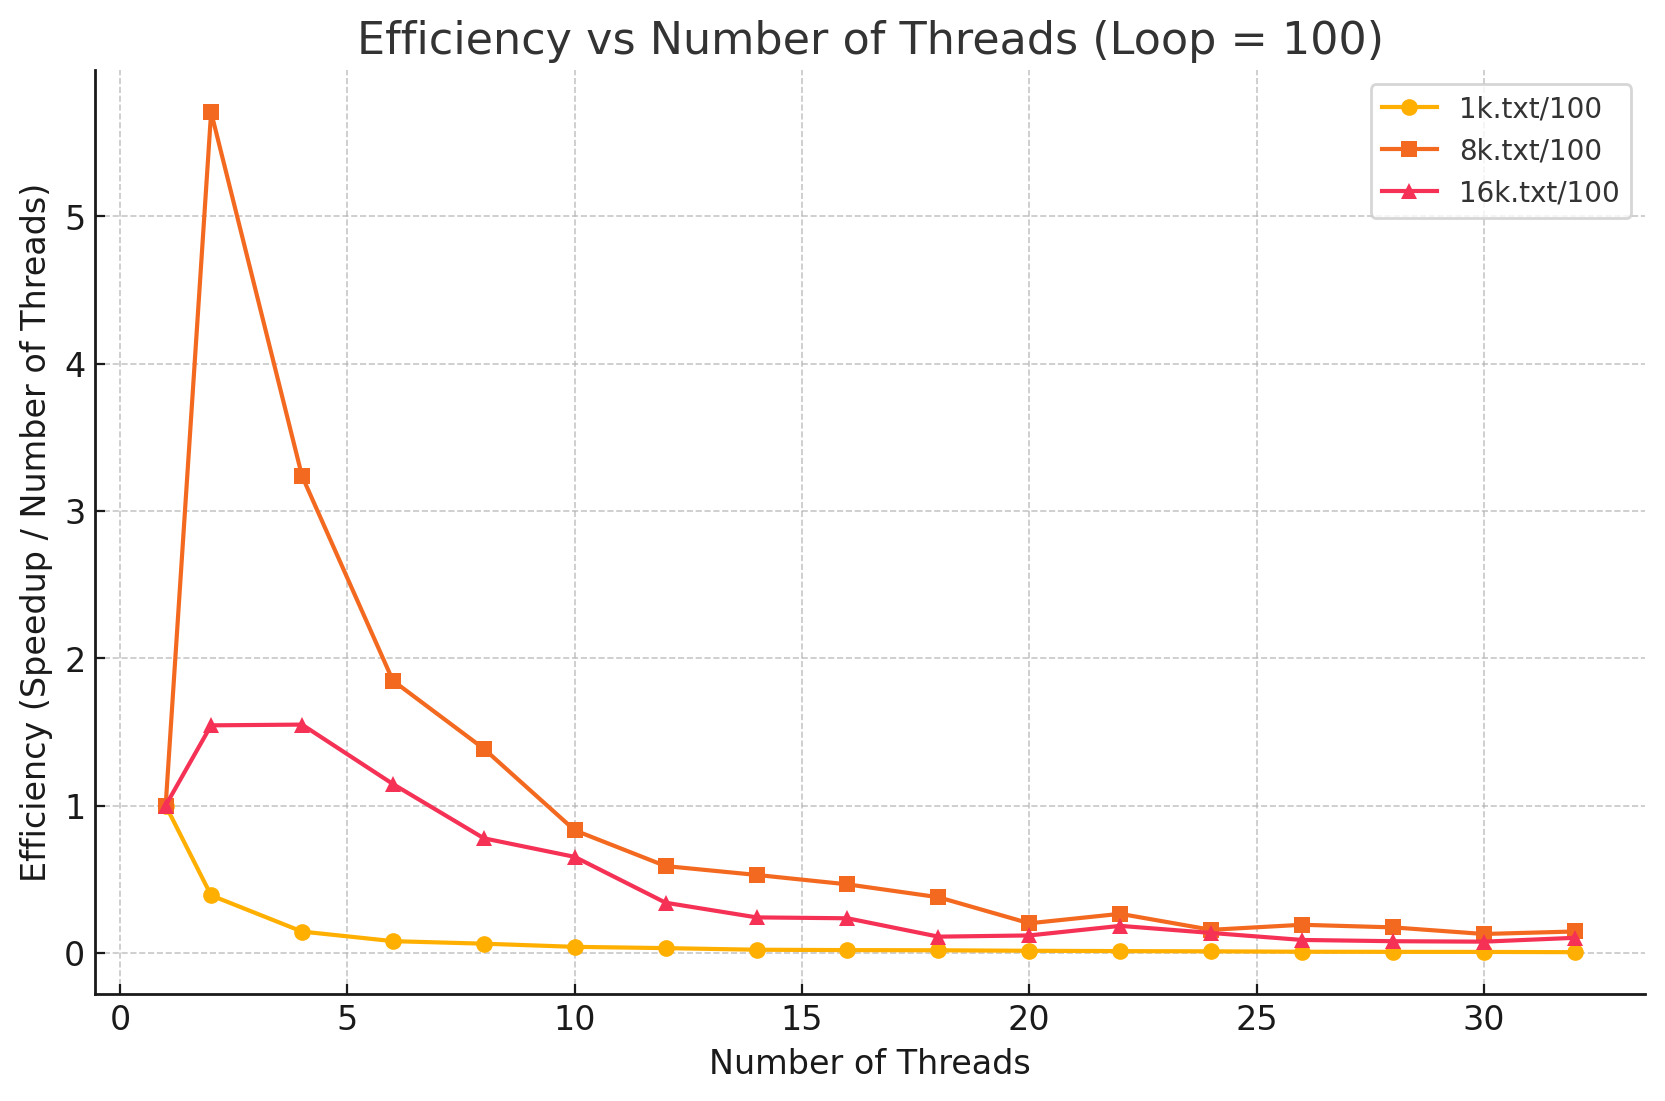 Efficiency vs Number of Threads (Loop = 100)
1k.txt/100
8k.txt/100
16k.txt/100
Efficiency (Speedup / Number of Threads)
5
4
3
2
1
0
0 5 10 15 20 25 30
Number of Threads